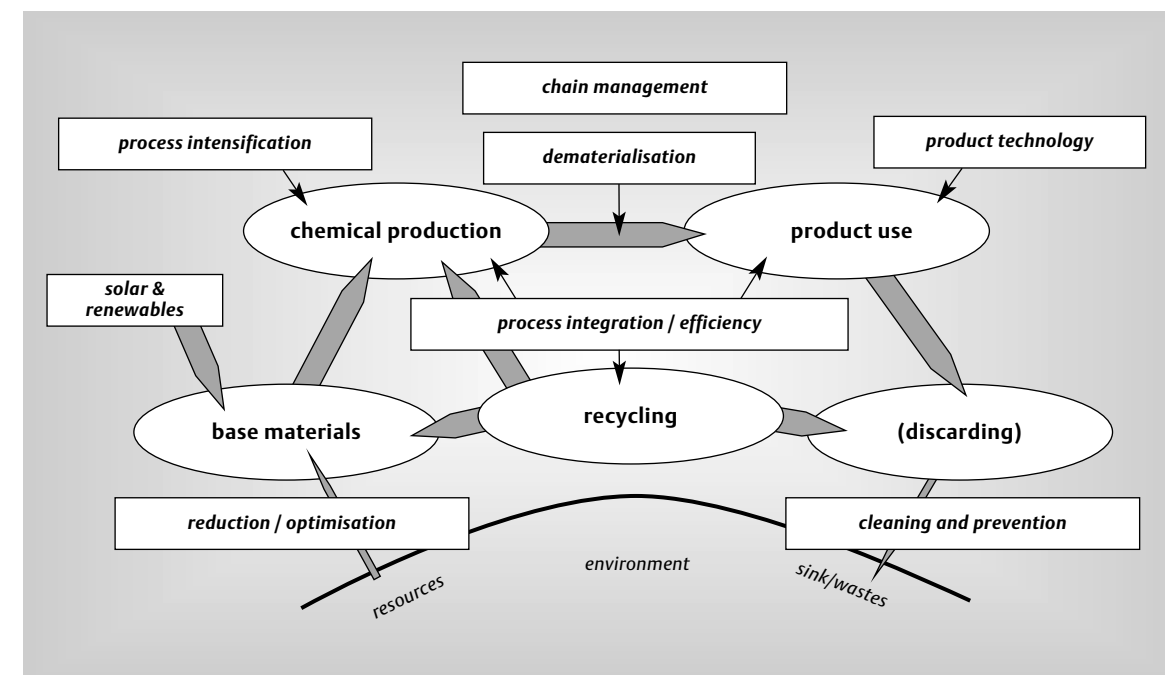 chain management
process intensification
dematerialisation
product technology
chemical production
product use
solar &
renewables
process integration / efficiency
base materials
recycling
(discarding)
reduction / optimisation
cleaning and prevention
resources
environment
sink/wastes